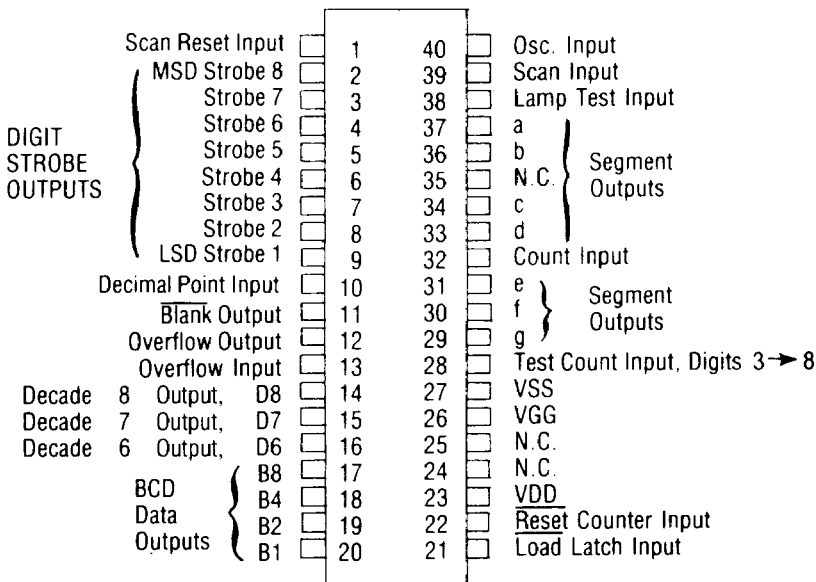 Scan Reset Input 1 40 Osc. Input
MSD Strobe 8 2 39 Scan Input
Strobe 7 3 38 Lamp Test Input
Strobe 6 4 37 a
DIGIT
STROBE
OUTPUTS
Strobe 5 5 36 b
Segment
Outputs
Strobe 4 6 35 N.C.
Strobe 3 7 34 c
Strobe 2 8 33 d
LSD Strobe 1 9 32 Count Input
Decimal Point Input 10 31 e
Segment
Outputs
Blank Output 11 30 f
Overflow Output 12 29 g
Overflow Input 13 28 Test Count Input, Digits 3→8
Decade 8 Output, D8 14 27 VSS
Decade 7 Output, D7 15 26 VGG
Decade 6 Output, D6 16 25 N.C.
BCD
Data
Outputs
B8 17 24 N.C.
B4 18 23 VDD
B2 19 22 Reset Counter Input
B1 20 21 Load Latch Input